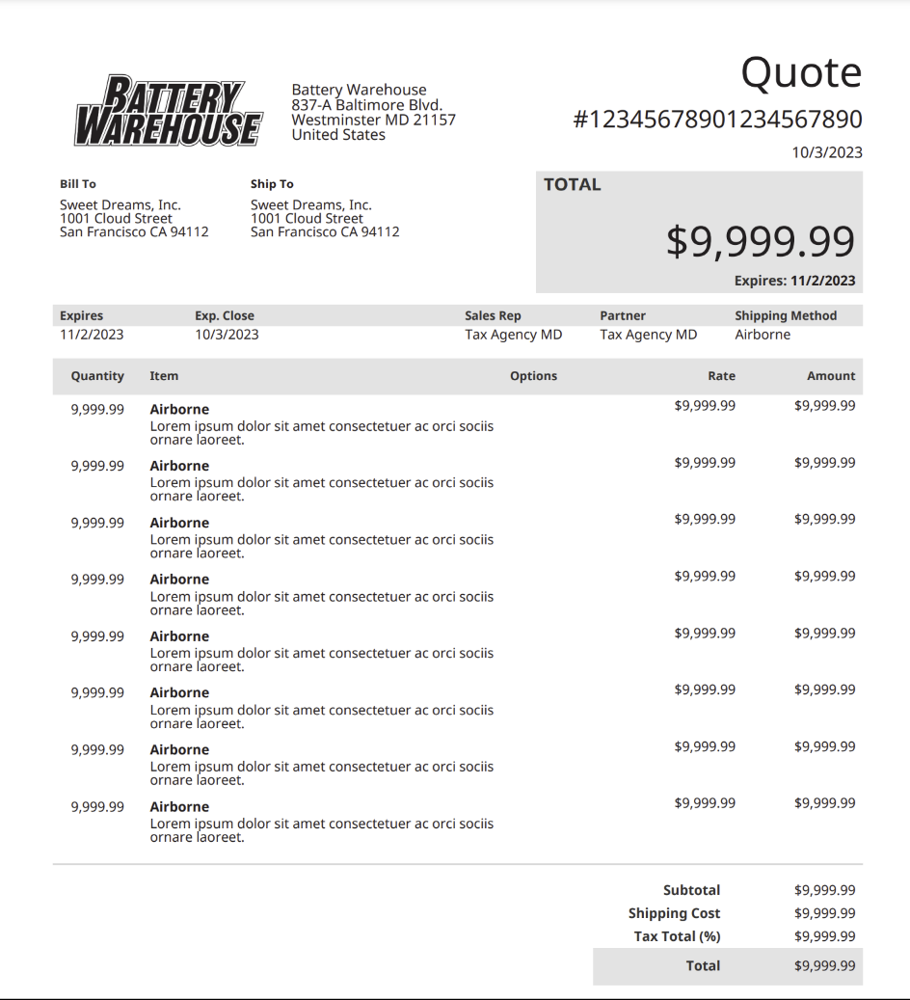 BATTERY
WAREHOUSE
Battery Warehouse
837-A Baltimore Blvd.
Westminster MD 21157
United States
Quote
#12345678901234567890
10/3/2023
Bill To
Sweet Dreams, Inc.
1001 Cloud Street
San Francisco CA 94112
Ship To
Sweet Dreams, Inc.
1001 Cloud Street
San Francisco CA 94112
TOTAL
$9,999.99
Expires: 11/2/2023
Expires Exp. Close Sales Rep Partner Shipping Method
11/2/2023 10/3/2023 Tax Agency MD Tax Agency MD Airborne
Quantity Item Options Rate Amount
9,999.99 Airborne $9,999.99 $9,999.99
Lorem ipsum dolor sit amet consectetuer ac orci sociis
ornare laoreet.
9,999.99 Airborne $9,999.99 $9,999.99
Lorem ipsum dolor sit amet consectetuer ac orci sociis
ornare laoreet.
9,999.99 Airborne $9,999.99 $9,999.99
Lorem ipsum dolor sit amet consectetuer ac orci sociis
ornare laoreet.
9,999.99 Airborne $9,999.99 $9,999.99
Lorem ipsum dolor sit amet consectetuer ac orci sociis
ornare laoreet.
9,999.99 Airborne $9,999.99 $9,999.99
Lorem ipsum dolor sit amet consectetuer ac orci sociis
ornare laoreet.
9,999.99 Airborne $9,999.99 $9,999.99
Lorem ipsum dolor sit amet consectetuer ac orci sociis
ornare laoreet.
9,999.99 Airborne $9,999.99 $9,999.99
Lorem ipsum dolor sit amet consectetuer ac orci sociis
ornare laoreet.
9,999.99 Airborne $9,999.99 $9,999.99
Lorem ipsum dolor sit amet consectetuer ac orci sociis
ornare laoreet.
Subtotal $9,999.99
Shipping Cost $9,999.99
Tax Total (%) $9,999.99
Total $9,999.99